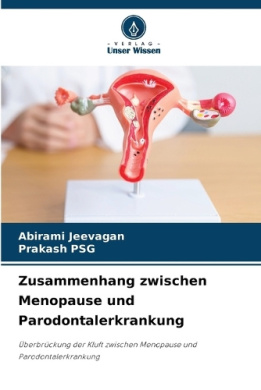 - VERLAG -
Unser Wissen
Abirami Jeevagan
Prakash PSG
Zusammenhang zwischen
Menopause und
Parodontalerkrankung
Überbrückung der Kluft zwischen Menopause und
Parodontalerkrankung